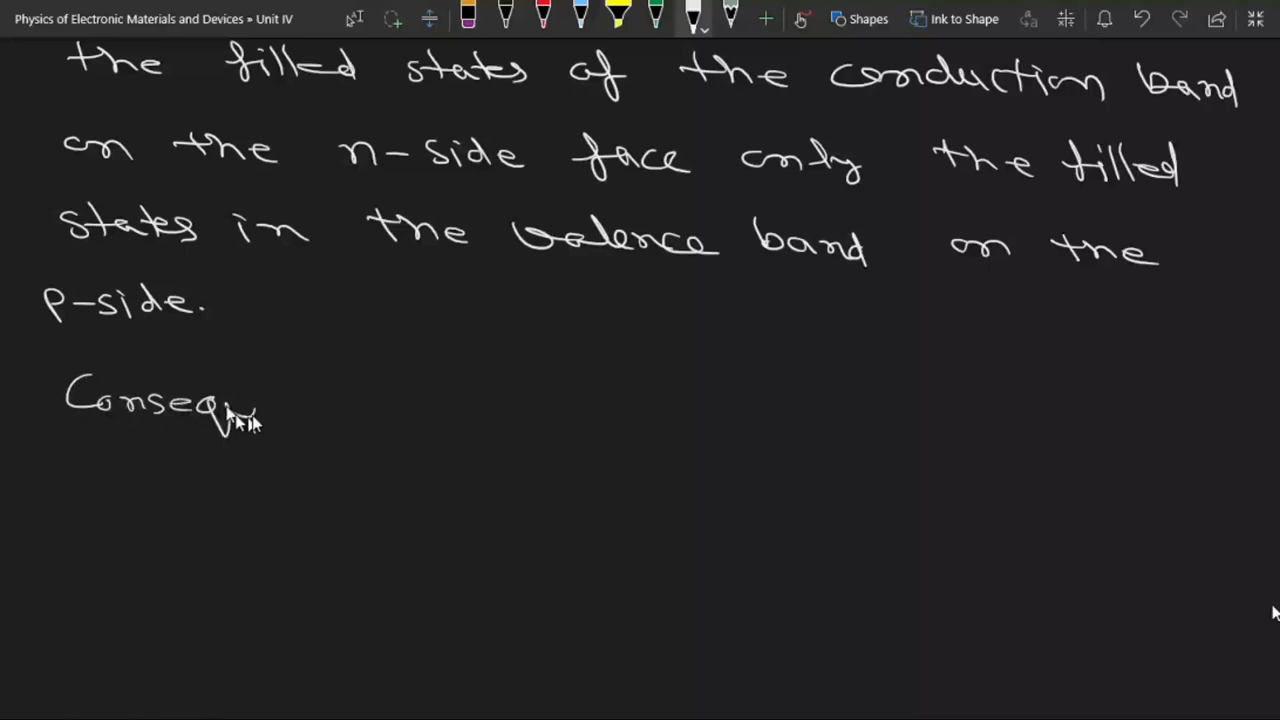 Physics of Electronic Materials and Devices » Unit IV
Shapes
Ink to Shape
the filled states of the conduction band
on the n-side face only the filled
states in the valence band on the
p-side.
Consequ